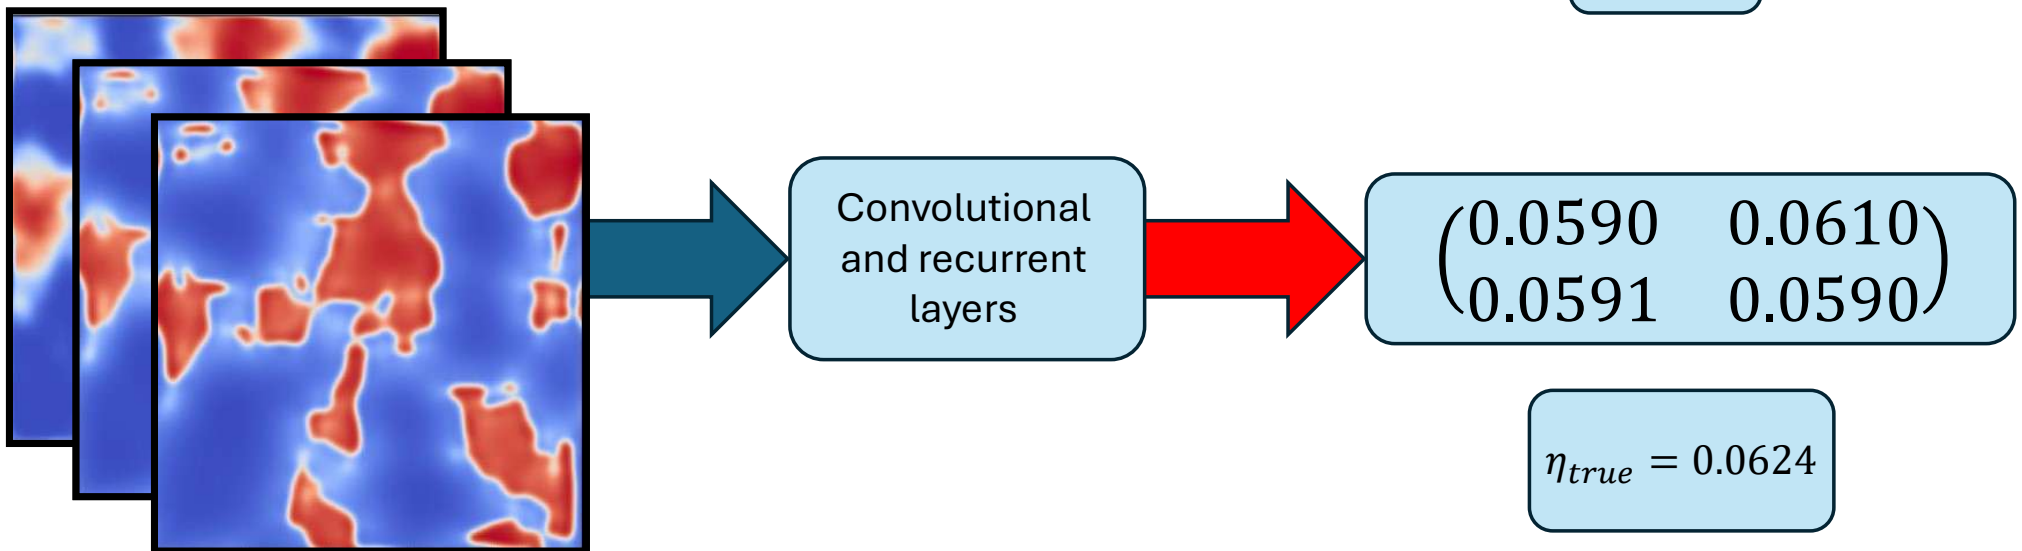 Convolutional
and recurrent
layers
(0.0590 0.0610
0.0591 0.0590)
η_true = 0.0624